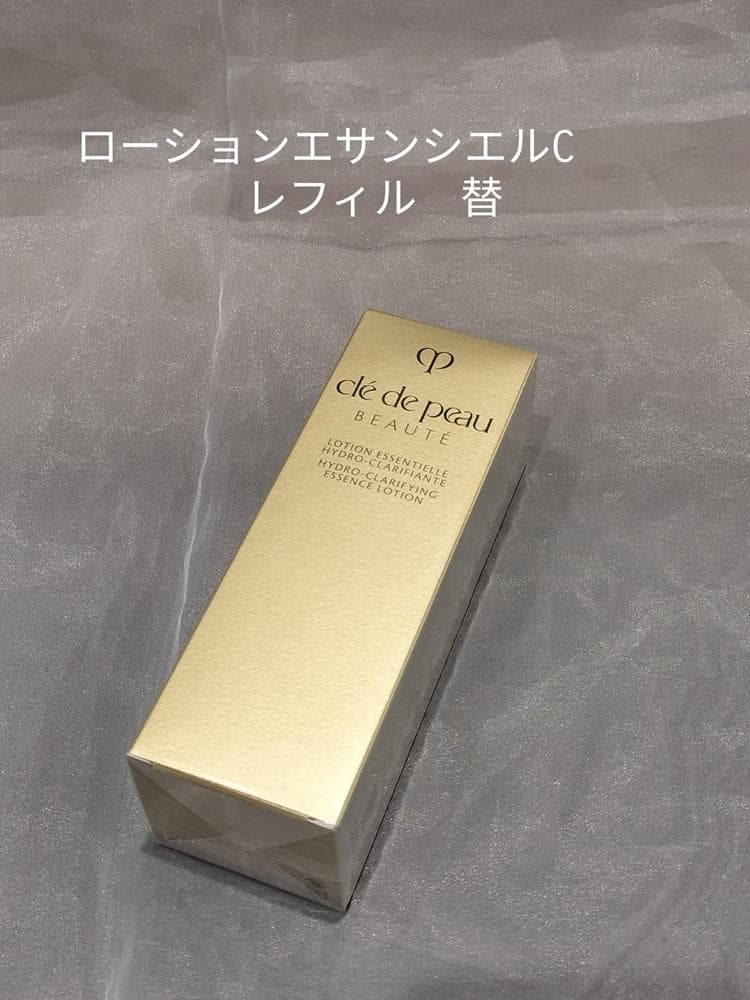 ローションエサンシエルC
レフィル　替
clé de peau
BEAUTÉ
LOTION ESSENTIELLE
HYDRO-CLARIFIANTE
HYDRO-CLARIFYING
ESSENCE LOTION